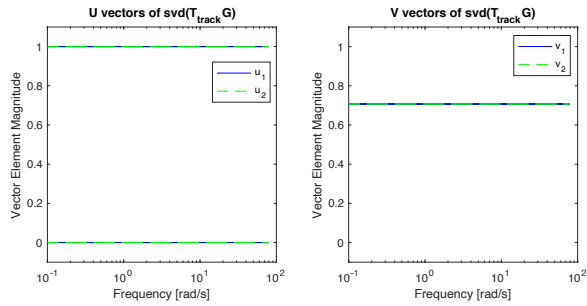 U vectors of svd(T_track G)
1
0.8
0.6
0.4
0.2
0
Vector Element Magnitude
u_1
u_2
10^-1
10^0
10^1
10^2
Frequency [rad/s]
V vectors of svd(T_track G)
1
0.8
0.6
0.4
0.2
0
Vector Element Magnitude
v_1
v_2
10^-1
10^0
10^1
10^2
Frequency [rad/s]